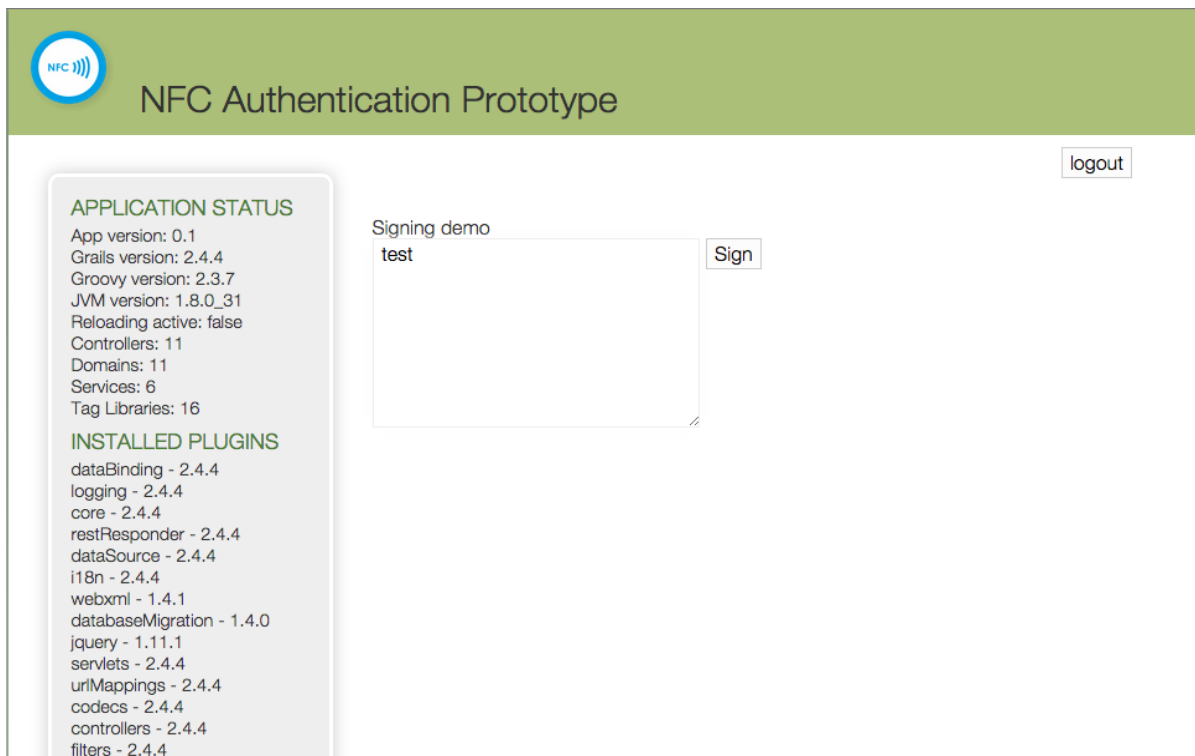 NFC
NFC Authentication Prototype
logout
APPLICATION STATUS
App version: 0.1
Grails version: 2.4.4
Groovy version: 2.3.7
JVM version: 1.8.0_31
Reloading active: false
Controllers: 11
Domains: 11
Services: 6
Tag Libraries: 16
INSTALLED PLUGINS
dataBinding - 2.4.4
logging - 2.4.4
core - 2.4.4
restResponder - 2.4.4
dataSource - 2.4.4
i18n - 2.4.4
webxml - 1.4.1
databaseMigration - 1.4.0
jquery - 1.11.1
servlets - 2.4.4
urlMappings - 2.4.4
codecs - 2.4.4
controllers - 2.4.4
filters - 2.4.4
Signing demo
test
Sign